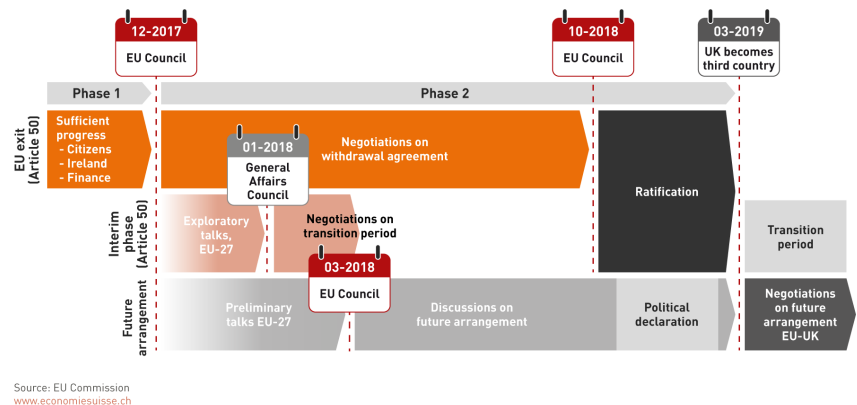 12-2017
EU Council
10-2018
EU Council
03-2019
UK becomes
third country
Phase 1
Phase 2
EU exit
(Article 50)
Sufficient
progress
- Citizens
- Ireland
- Finance
Negotiations on
withdrawal agreement
01-2018
General
Affairs
Council
Ratification
Interim
phase
(Article 50)
Exploratory
talks,
EU-27
Negotiations on
transition period
Transition
period
03-2018
EU Council
Future
arrangement
Preliminary
talks EU-27
Discussions on
future arrangement
Political
declaration
Negotiations
on future
arrangement
EU-UK
Source: EU Commission
www.economiesuisse.ch